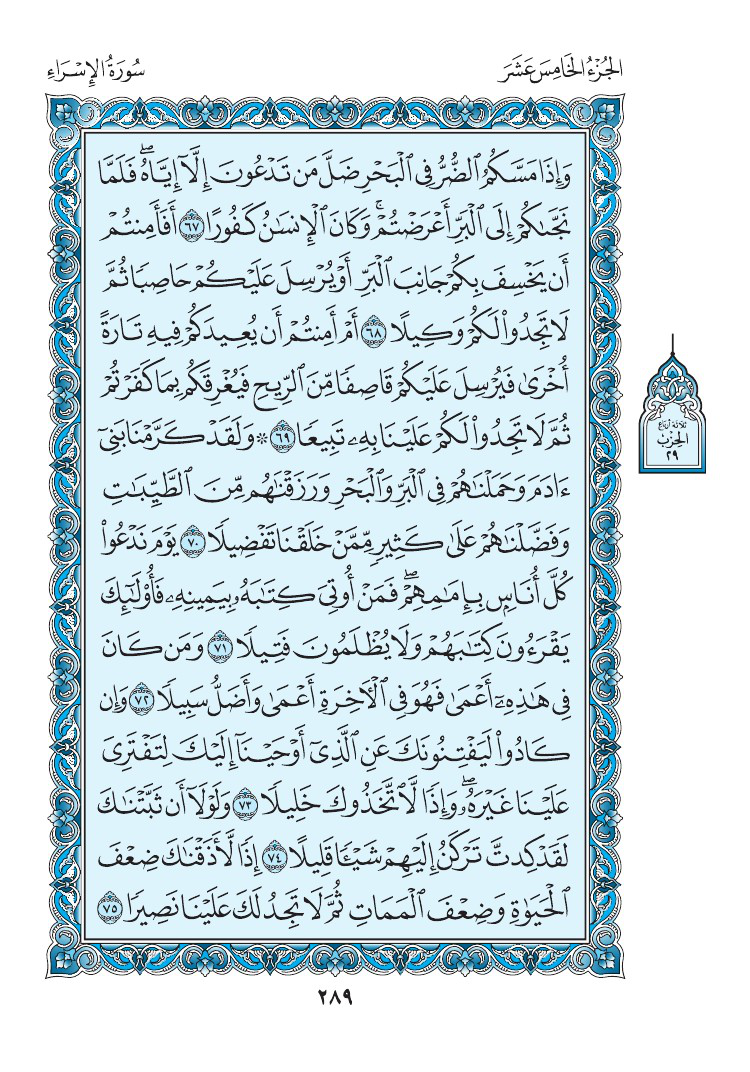 الجُزْءُ الخَامِسَ عَشَرَ
سُورَةُ الإِسْرَاءِ
وَإِذَا مَسَّكُمُ ٱلضُّرُّ فِي ٱلْبَحْرِ ضَلَّ مَن تَدْعُونَ إِلَّآ إِيَّاهُۖ فَلَمَّا
نَجَّىٰكُمْ إِلَى ٱلْبَرِّ أَعْرَضْتُمْۚ وَكَانَ ٱلْإِنسَٰنُ كَفُورًا ٦٧ أَفَأَمِنتُمْ
أَن يَخْسِفَ بِكُمْ جَانِبَ ٱلْبَرِّ أَوْ يُرْسِلَ عَلَيْكُمْ حَاصِبًا ثُمَّ
لَا تَجِدُوا۟ لَكُمْ وَكِيلًا ٦٨ أَمْ أَمِنتُمْ أَن يُعِيدَكُمْ فِيهِ تَارَةً
أُخْرَىٰ فَيُرْسِلَ عَلَيْكُمْ قَاصِفًا مِّنَ ٱلرِّيحِ فَيُغْرِقَكُم بِمَا كَفَرْتُمْ
ثُمَّ لَا تَجِدُوا۟ لَكُمْ عَلَيْنَا بِهِۦ تَبِيعًا ٦٩ ۞ وَلَقَدْ كَرَّمْنَا بَنِىٓ
ءَادَمَ وَحَمَلْنَٰهُمْ فِي ٱلْبَرِّ وَٱلْبَحْرِ وَرَزَقْنَٰهُم مِّنَ ٱلطَّيِّبَٰتِ
وَفَضَّلْنَٰهُمْ عَلَىٰ كَثِيرٍ مِّمَّنْ خَلَقْنَا تَفْضِيلًا ٧٠ يَوْمَ نَدْعُوا۟
كُلَّ أُنَاسٍۭ بِإِمَٰمِهِمْۖ فَمَنْ أُوتِىَ كِتَٰبَهُۥ بِيَمِينِهِۦ فَأُو۟لَٰٓئِكَ
يَقْرَءُونَ كِتَٰبَهُمْ وَلَا يُظْلَمُونَ فَتِيلًا ٧١ وَمَن كَانَ
فِي هَٰذِهِۦٓ أَعْمَىٰ فَهُوَ فِي ٱلْءَاخِرَةِ أَعْمَىٰ وَأَضَلُّ سَبِيلًا ٧٢ وَإِن
كَادُوا۟ لَيَفْتِنُونَكَ عَنِ ٱلَّذِىٓ أَوْحَيْنَآ إِلَيْكَ لِتَفْتَرِىَ
عَلَيْنَا غَيْرَهُۥۖ وَإِذًا لَّٱتَّخَذُوكَ خَلِيلًا ٧٣ وَلَوْلَآ أَن ثَبَّتْنَٰكَ
لَقَدْ كِدتَّ تَرْكَنُ إِلَيْهِمْ شَيْـًٔا قَلِيلًا ٧٤ إِذًا لَّأَذَقْنَٰكَ ضِعْفَ
ٱلْحَيَوٰةِ وَضِعْفَ ٱلْمَمَاتِ ثُمَّ لَا تَجِدُ لَكَ عَلَيْنَا نَصِيرًا ٧٥
ثلاثة أرباع
الحزب
٢٩
٢٨٩